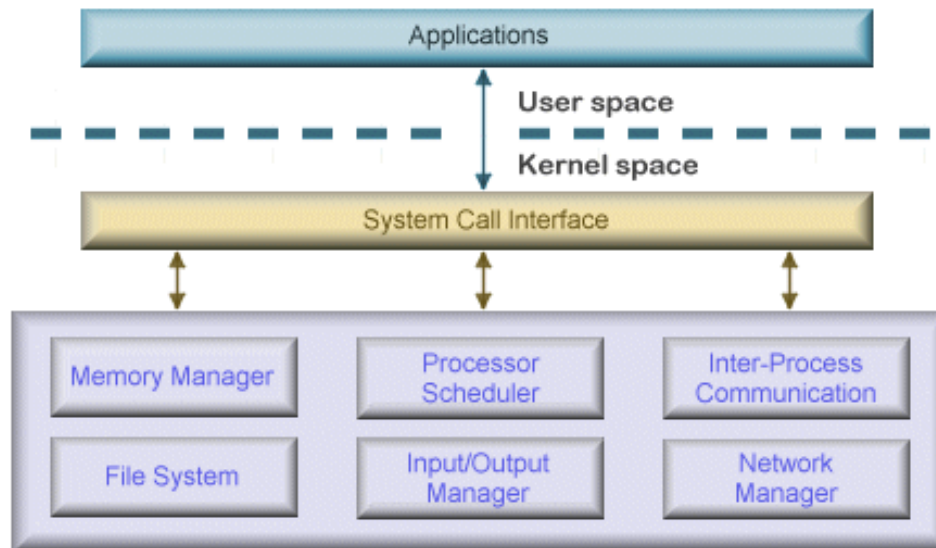 Applications
User space
Kernel space
System Call Interface
Memory Manager
Processor
Scheduler
Inter-Process
Communication
File System
Input/Output
Manager
Network
Manager